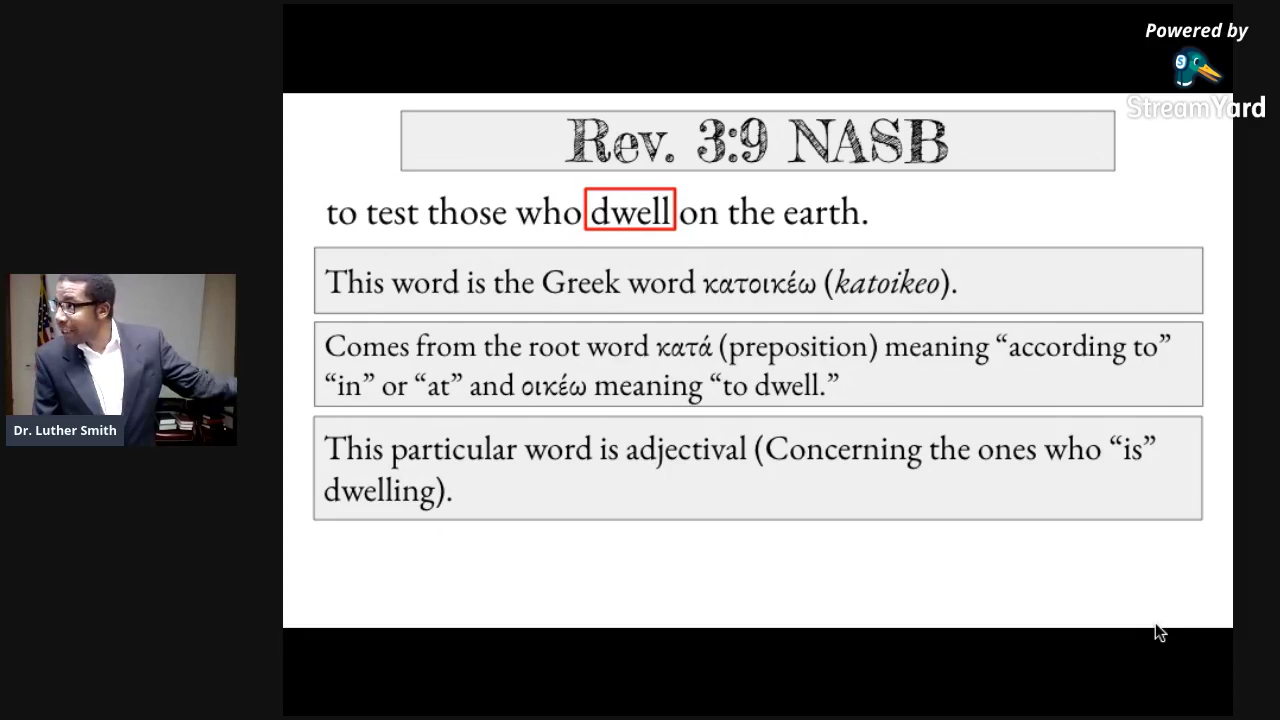 Powered by
StreamYard
Rev. 3:9 NASB
to test those who dwell on the earth.
This word is the Greek word κατοικέω (katoikeo).
Comes from the root word κατά (preposition) meaning “according to”
“in” or “at” and οικέω meaning “to dwell.”
This particular word is adjectival (Concerning the ones who “is”
dwelling).
Dr. Luther Smith